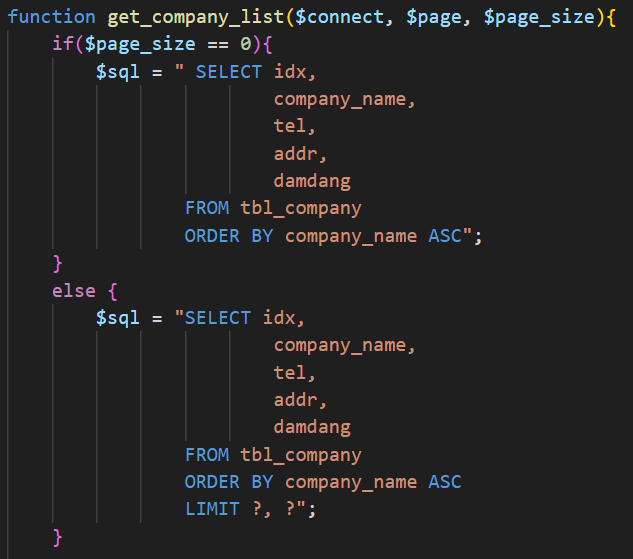 function get_company_list($connect, $page, $page_size){
    if($page_size == 0){
        $sql = " SELECT idx,
                        company_name,
                        tel,
                        addr,
                        damdang
                FROM tbl_company
                ORDER BY company_name ASC";
    }
    else {
        $sql = "SELECT idx,
                        company_name,
                        tel,
                        addr,
                        damdang
                FROM tbl_company
                ORDER BY company_name ASC
                LIMIT ?, ?";
    }